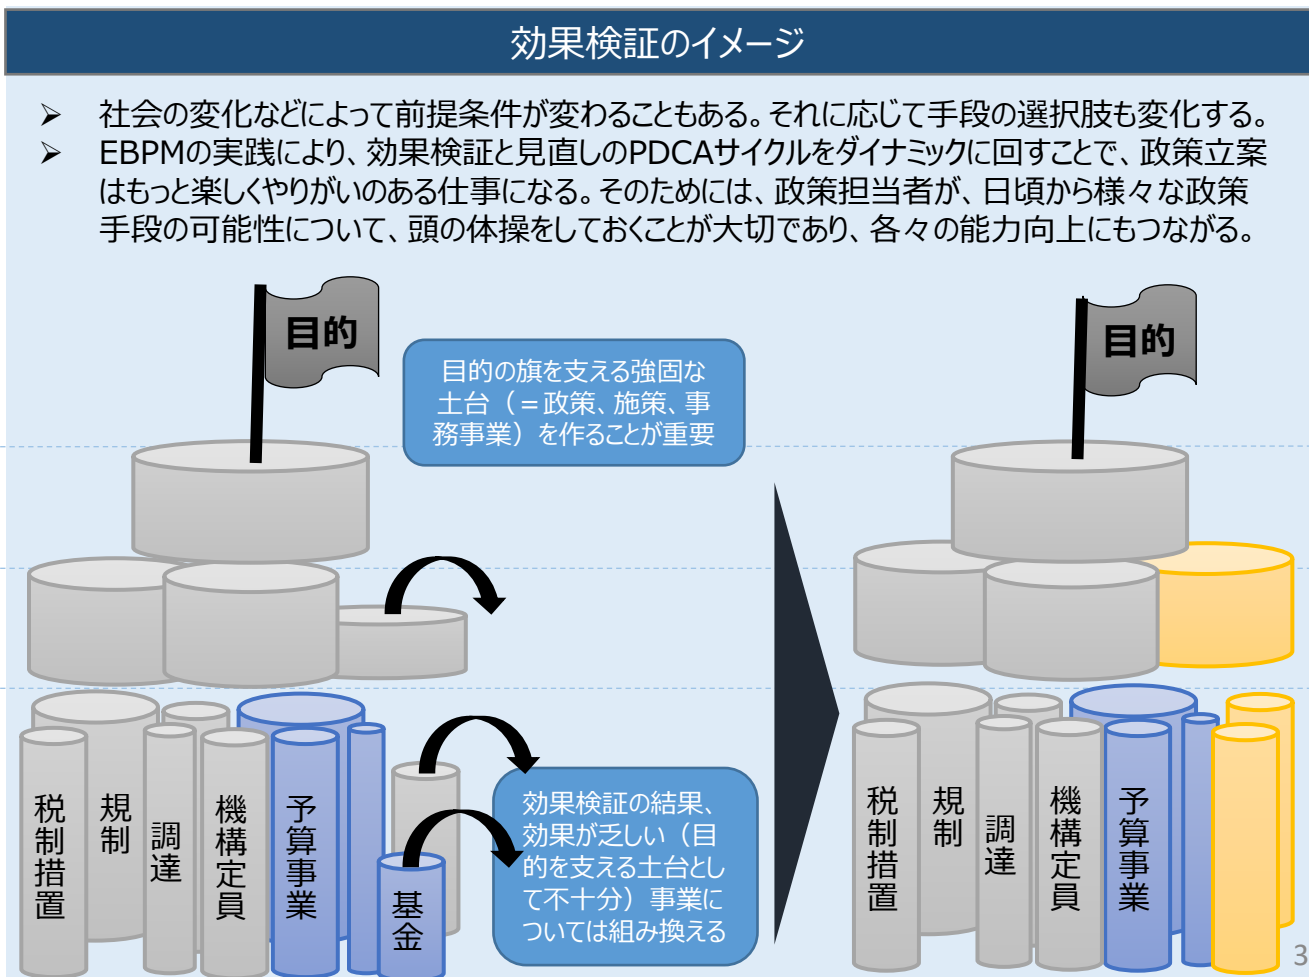 効果検証のイメージ
➢ 社会の変化などによって前提条件が変わることもある。それに応じて手段の選択肢も変化する。
➢ EBPMの実践により、効果検証と見直しのPDCAサイクルをダイナミックに回すことで、政策立案
はもっと楽しくやりがいのある仕事になる。そのためには、政策担当者が、日頃から様々な政策
手段の可能性について、頭の体操をしておくことが大切であり、各々の能力向上にもつながる。
目的
目的の旗を支える強固な
土台（＝政策、施策、事
務事業）を作ることが重要
目的
税制措置
規制
調達
機構定員
予算事業
基金
効果検証の結果、
効果が乏しい（目
的を支える土台とし
て不十分）事業に
ついては組み換える
税制措置
規制
調達
機構定員
予算事業
3